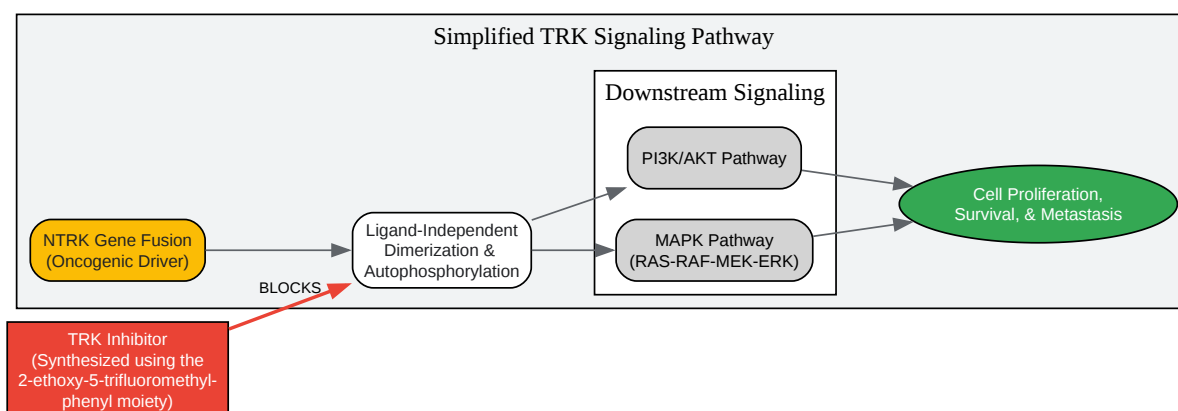 Simplified TRK Signaling Pathway
Downstream Signaling
PI3K/AKT Pathway
Cell Proliferation,
Survival, & Metastasis
NTRK Gene Fusion
(Oncogenic Driver)
Ligand-Independent
Dimerization &
Autophosphorylation
MAPK Pathway
(RAS-RAF-MEK-ERK)
BLOCKS
TRK Inhibitor
(Synthesized using the
2-ethoxy-5-trifluoromethyl-
phenyl moiety)